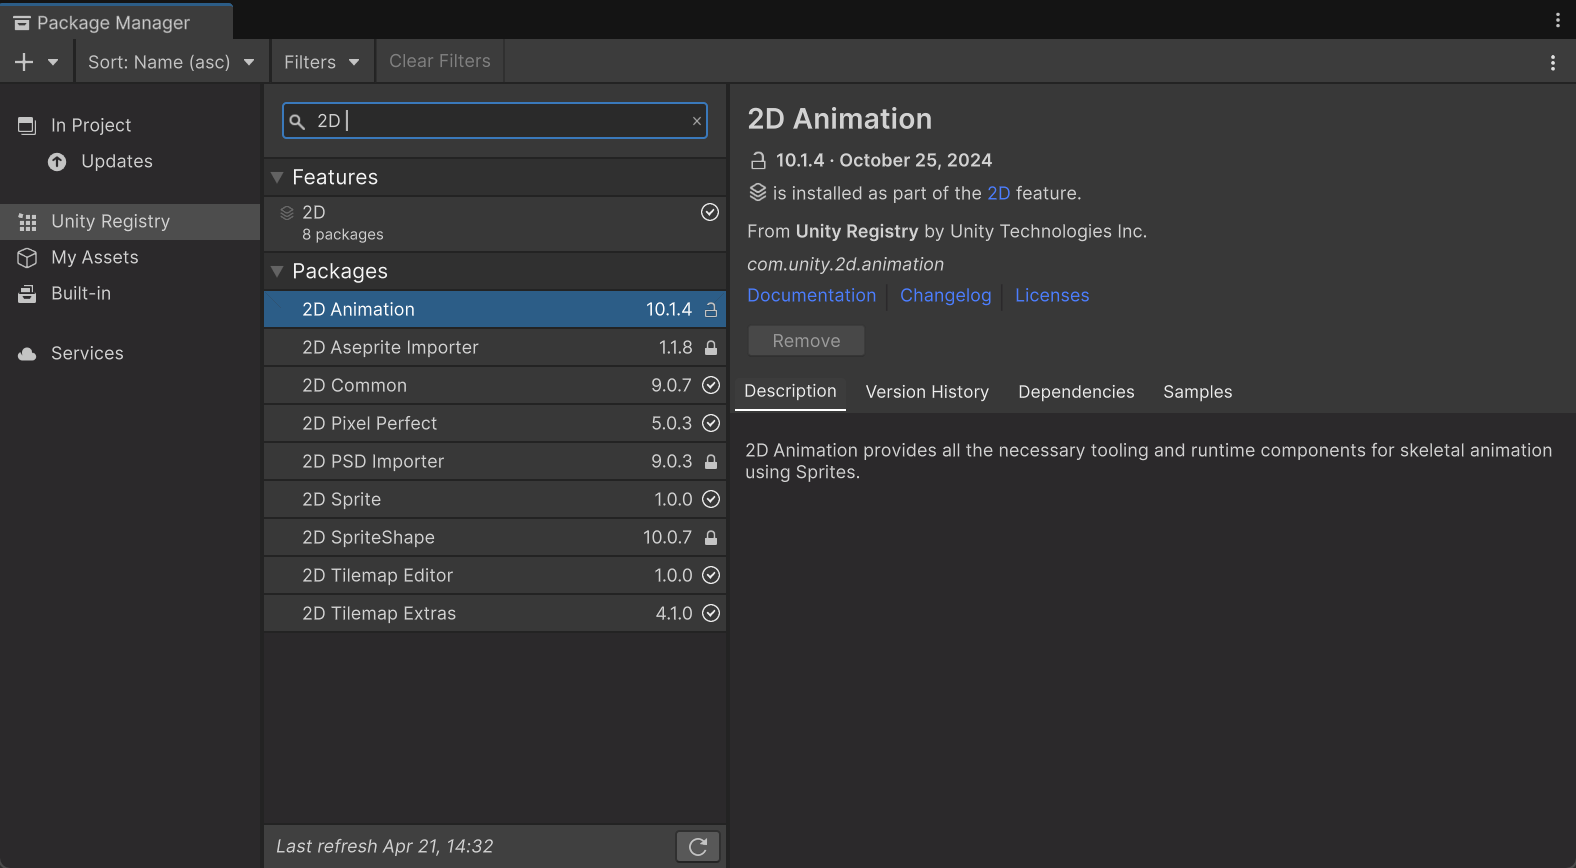 Package Manager
Sort: Name (asc)
Filters
Clear Filters
In Project
Updates
Unity Registry
My Assets
Built-in
Services
2D
Features
2D
8 packages
Packages
2D Animation 10.1.4
2D Aseprite Importer 1.1.8
2D Common 9.0.7
2D Pixel Perfect 5.0.3
2D PSD Importer 9.0.3
2D Sprite 1.0.0
2D SpriteShape 10.0.7
2D Tilemap Editor 1.0.0
2D Tilemap Extras 4.1.0
Last refresh Apr 21, 14:32
2D Animation
10.1.4 · October 25, 2024
is installed as part of the 2D feature.
From Unity Registry by Unity Technologies Inc.
com.unity.2d.animation
Documentation Changelog Licenses
Remove
Description Version History Dependencies Samples
2D Animation provides all the necessary tooling and runtime components for skeletal animation
using Sprites.